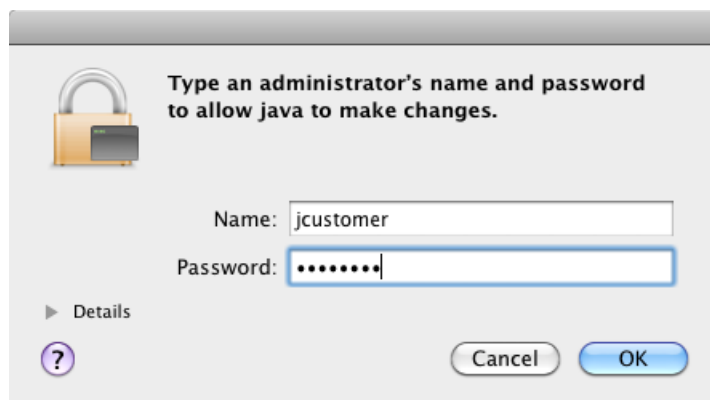 Type an administrator's name and password
to allow java to make changes.
Name: jcustomer
Password: ••••••••
Details
?
Cancel OK